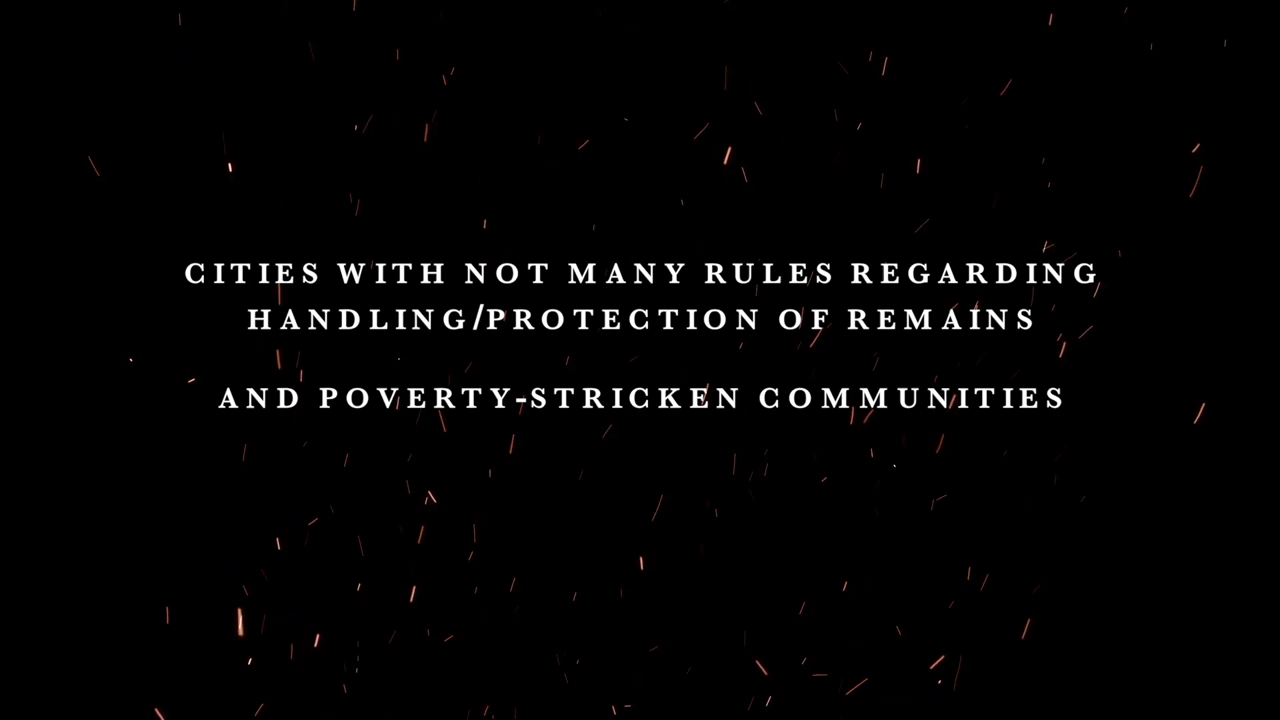 CITIES WITH NOT MANY RULES REGARDING
HANDLING/PROTECTION OF REMAINS
AND POVERTY-STRICKEN COMMUNITIES